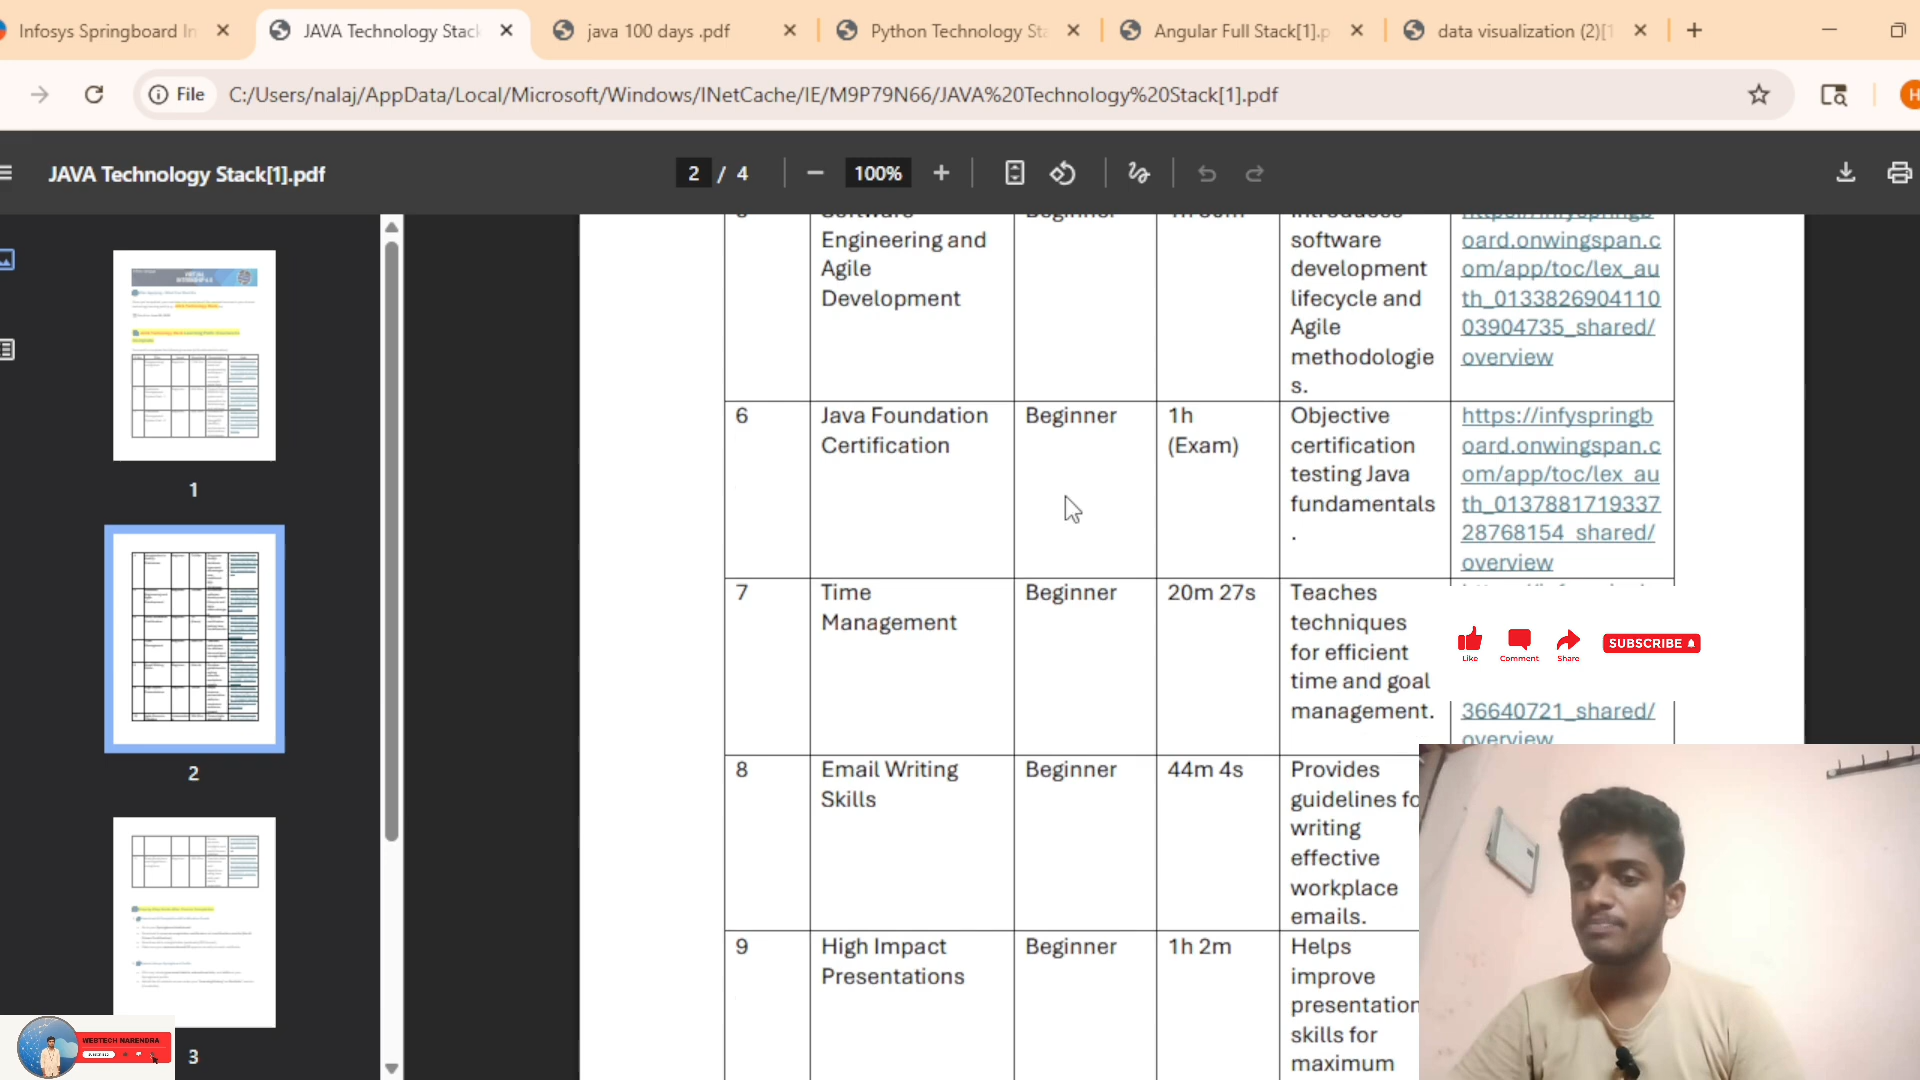 Infosys Springboard In
JAVA Technology Stack
java 100 days .pdf
Python Technology Sta
Angular Full Stack[1].p
data visualization (2)[1
File
C:/Users/nalaj/AppData/Local/Microsoft/Windows/INetCache/IE/M9P79N66/JAVA%20Technology%20Stack[1].pdf
H
JAVA Technology Stack[1].pdf
2 / 4
100%
1
2
3
Software
Engineering and
Agile
Development
Beginner
introduces
software
development
lifecycle and
Agile
methodologie
s.
oard.onwingspan.c
om/app/toc/lex_au
th_0133826904110
03904735_shared/
overview
6
Java Foundation
Certification
Beginner
1h
(Exam)
Objective
certification
testing Java
fundamentals
.
https://infyspringb
oard.onwingspan.c
om/app/toc/lex_au
th_0137881719337
28768154_shared/
overview
7
Time
Management
Beginner
20m 27s
Teaches
techniques
for efficient
time and goal
management.
36640721_shared/
overview
Like
Comment
Share
SUBSCRIBE
8
Email Writing
Skills
Beginner
44m 4s
Provides
guidelines fo
writing
effective
workplace
emails.
9
High Impact
Presentations
Beginner
1h 2m
Helps
improve
presentation
skills for
maximum
WEBTECH NARENDRA